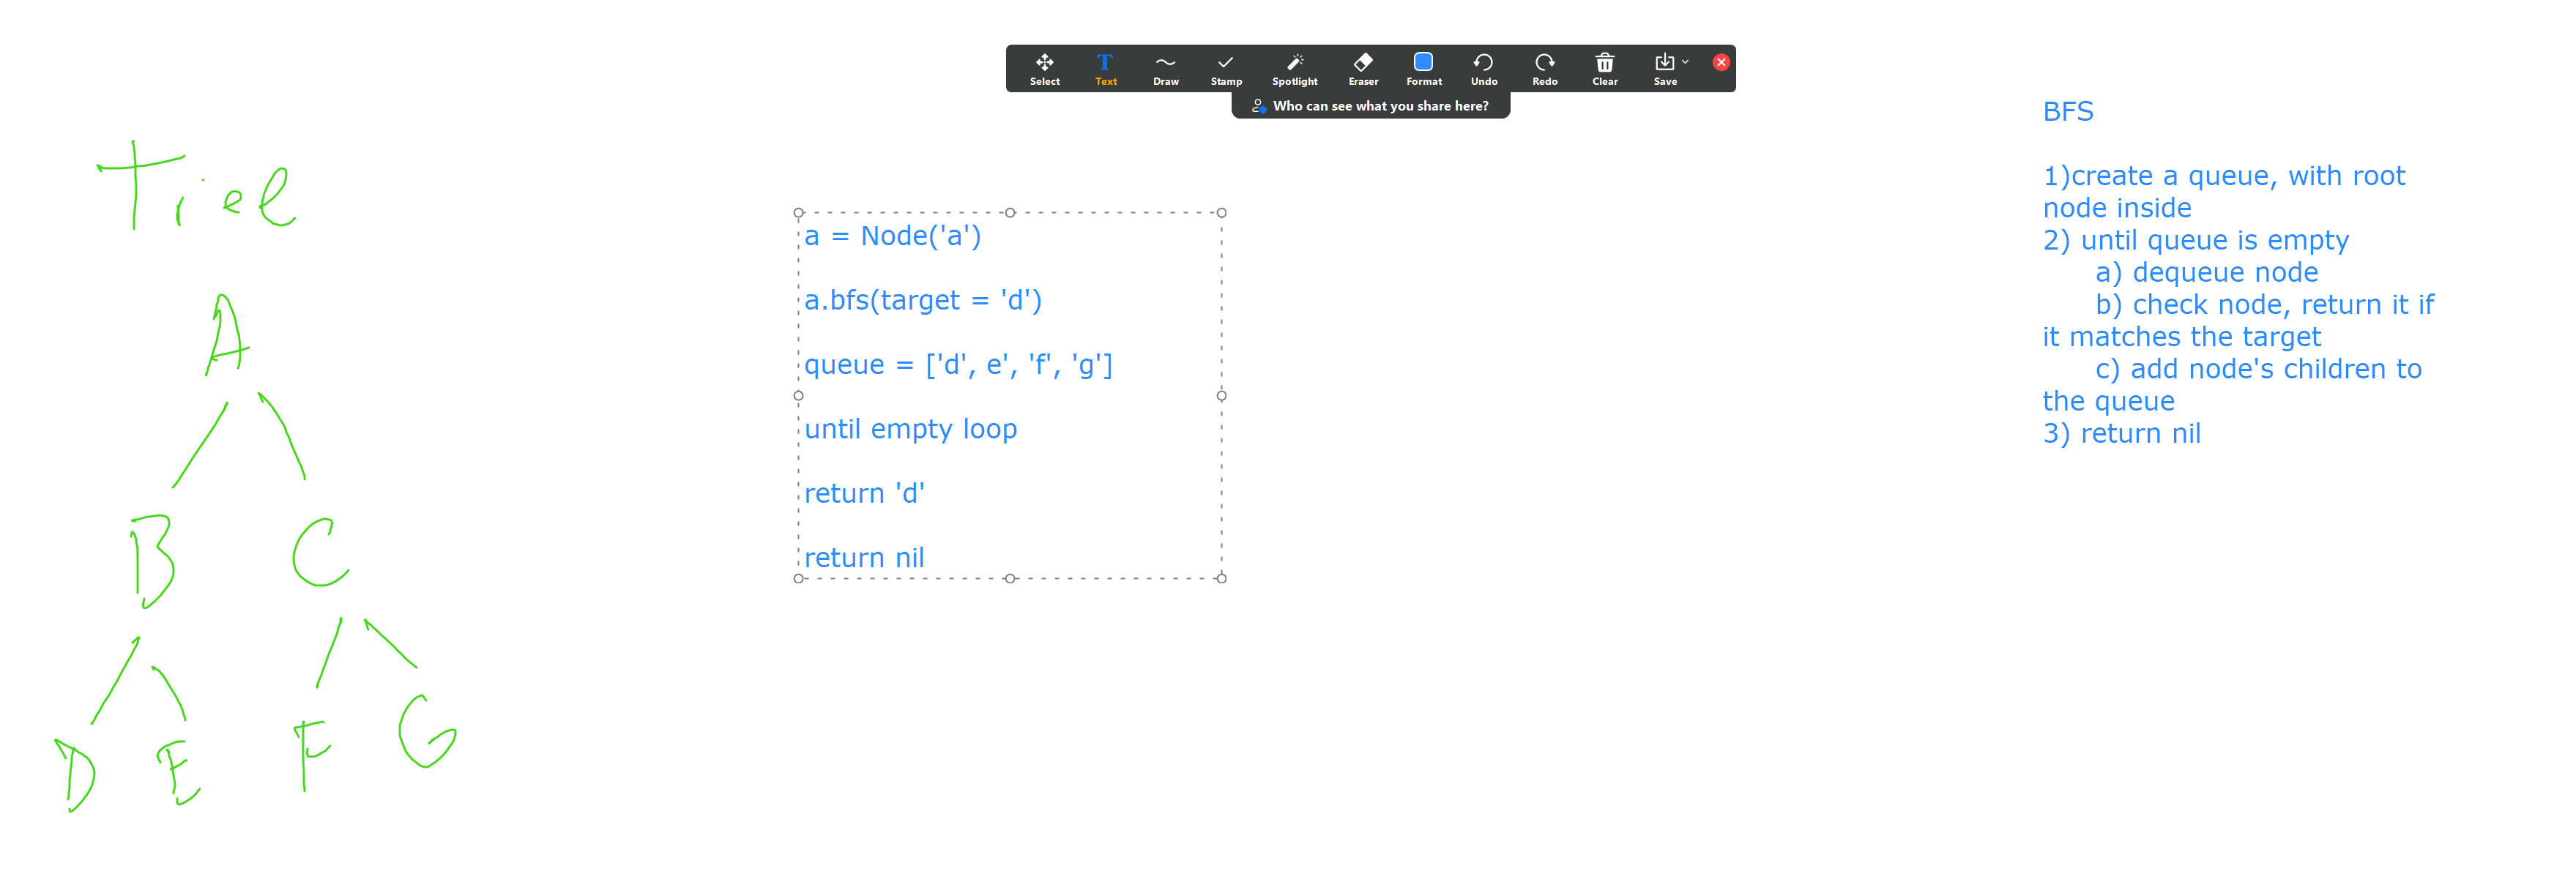 Select Text Draw Stamp Spotlight Eraser Format Undo Redo Clear Save
Who can see what you share here?
Triel
A
B C
D E F G
a = Node('a')
a.bfs(target = 'd')
queue = ['d', e', 'f', 'g']
until empty loop
return 'd'
return nil
BFS
1)create a queue, with root
node inside
2) until queue is empty
a) dequeue node
b) check node, return it if
it matches the target
c) add node's children to
the queue
3) return nil